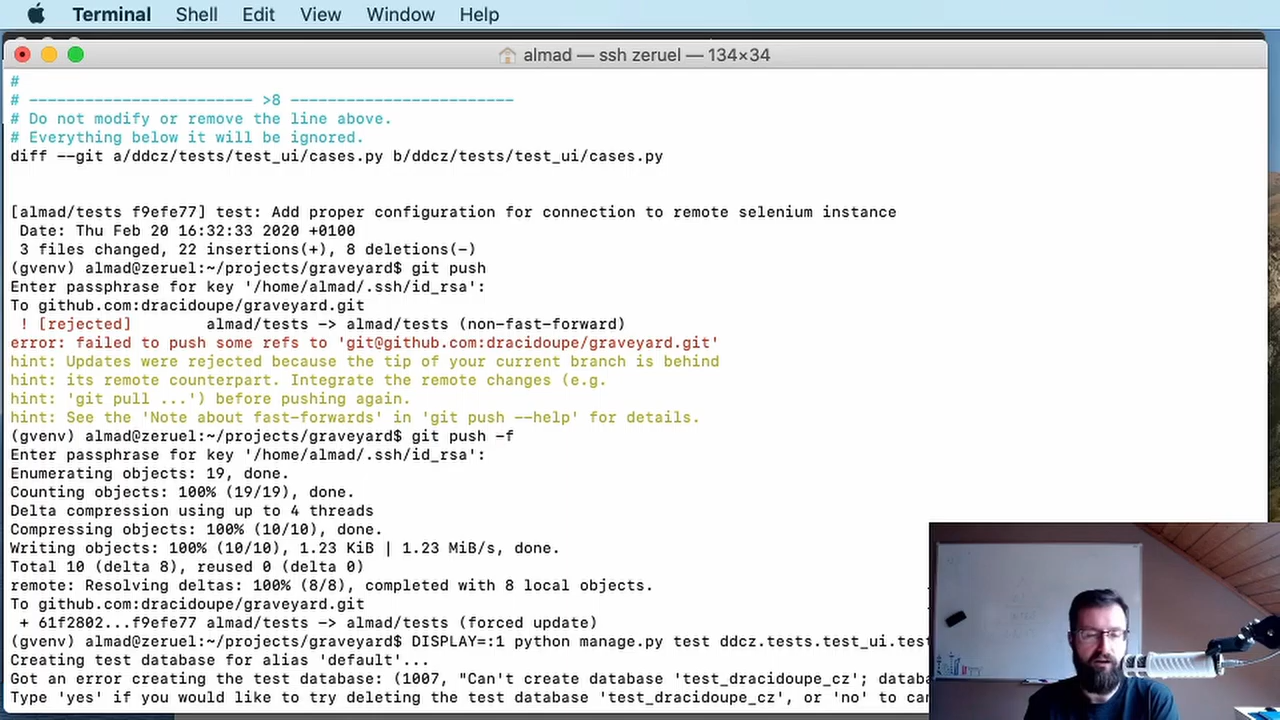 Terminal Shell Edit View Window Help
almad — ssh zeruel — 134×34
#
# ------------------------ >8 ------------------------
# Do not modify or remove the line above.
# Everything below it will be ignored.
diff --git a/ddcz/tests/test_ui/cases.py b/ddcz/tests/test_ui/cases.py
[almad/tests f9efe77] test: Add proper configuration for connection to remote selenium instance
Date: Thu Feb 20 16:32:33 2020 +0100
3 files changed, 22 insertions(+), 8 deletions(-)
(gvenv) almad@zeruel:~/projects/graveyard$ git push
Enter passphrase for key '/home/almad/.ssh/id_rsa':
To github.com:dracidoupe/graveyard.git
! [rejected] almad/tests -> almad/tests (non-fast-forward)
error: failed to push some refs to 'git@github.com:dracidoupe/graveyard.git'
hint: Updates were rejected because the tip of your current branch is behind
hint: its remote counterpart. Integrate the remote changes (e.g.
hint: 'git pull ...') before pushing again.
hint: See the 'Note about fast-forwards' in 'git push --help' for details.
(gvenv) almad@zeruel:~/projects/graveyard$ git push -f
Enter passphrase for key '/home/almad/.ssh/id_rsa':
Enumerating objects: 19, done.
Counting objects: 100% (19/19), done.
Delta compression using up to 4 threads
Compressing objects: 100% (10/10), done.
Writing objects: 100% (10/10), 1.23 KiB | 1.23 MiB/s, done.
Total 10 (delta 8), reused 0 (delta 0)
remote: Resolving deltas: 100% (8/8), completed with 8 local objects.
To github.com:dracidoupe/graveyard.git
+ 61f2802...f9efe77 almad/tests -> almad/tests (forced update)
(gvenv) almad@zeruel:~/projects/graveyard$ DISPLAY=:1 python manage.py test ddcz.tests.test_ui.test
Creating test database for alias 'default'...
Got an error creating the test database: (1007, "Can't create database 'test_dracidoupe_cz'; databa
Type 'yes' if you would like to try deleting the test database 'test_dracidoupe_cz', or 'no' to can